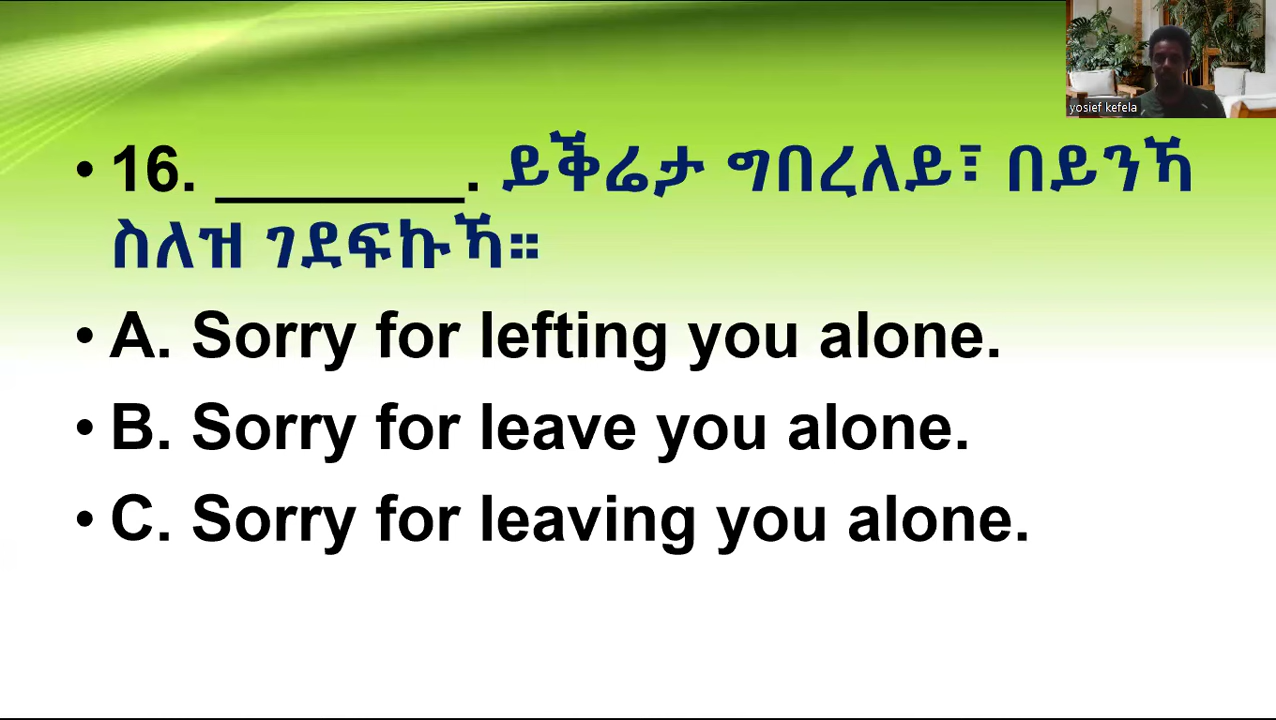 yosief kefela
• 16. ________. ይቕሬታ ግበረለይ፣ በይንኻ
ስለዝ ገደፍኩኻ።
• A. Sorry for lefting you alone.
• B. Sorry for leave you alone.
• C. Sorry for leaving you alone.